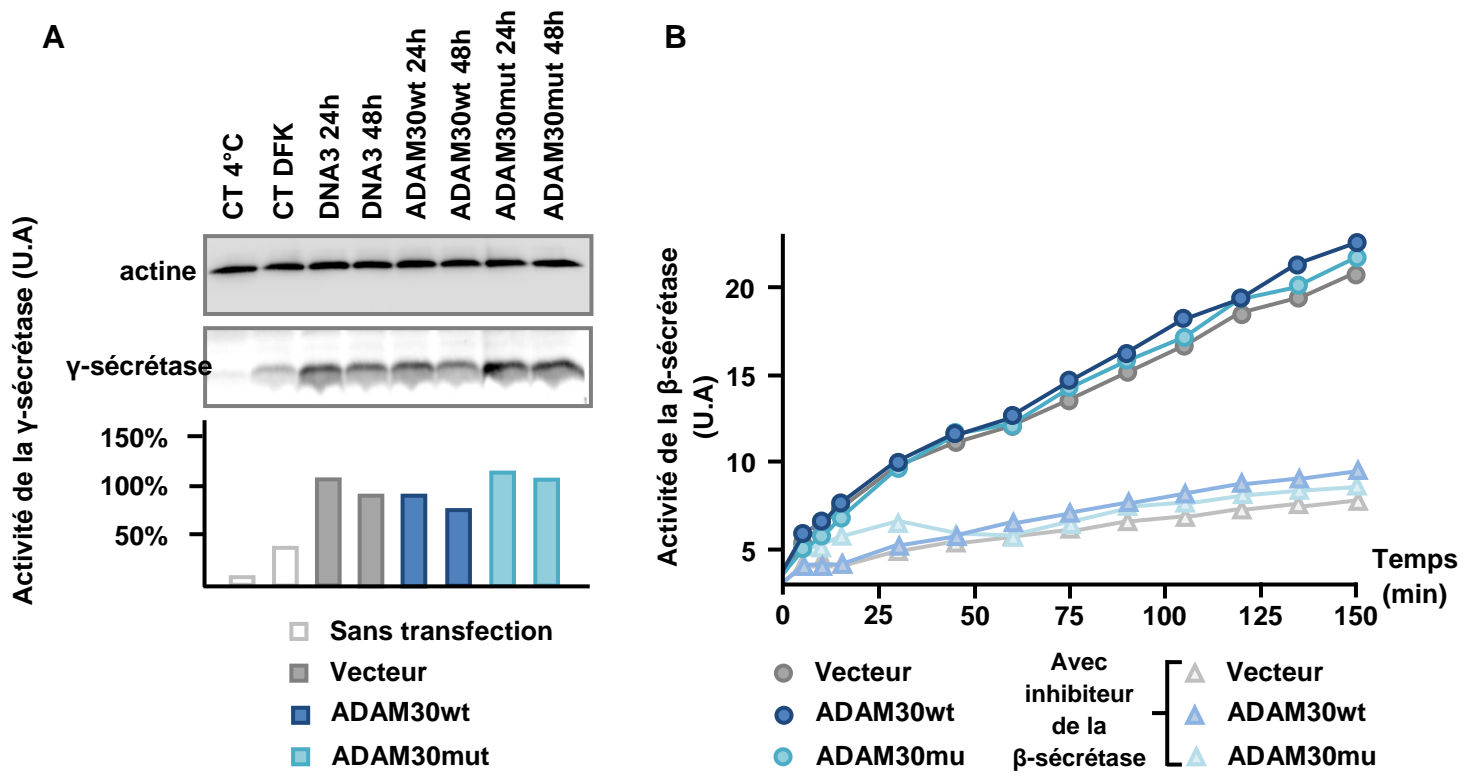 A
CT 4°C
CT DFK
DNA3 24h
DNA3 48h
ADAM30wt 24h
ADAM30wt 48h
ADAM30mut 24h
ADAM30mut 48h
actine
γ-sécrétase
Activité de la γ-sécrétase (U.A)
150%
100%
50%
Sans transfection
Vecteur
ADAM30wt
ADAM30mut
B
Activité de la β-sécrétase
(U.A)
20
15
10
5
0
25
50
75
100
125
150
Temps
(min)
Vecteur
ADAM30wt
ADAM30mu
Avec
inhibiteur
de la
β-sécrétase
Vecteur
ADAM30wt
ADAM30mu